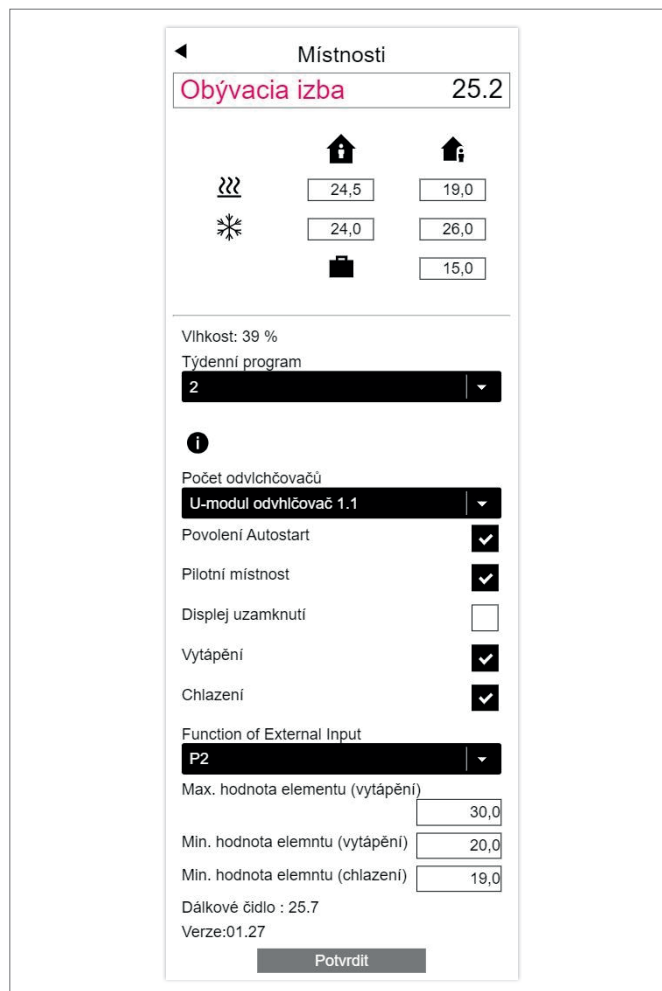 Místnosti
Obývacia izba 25.2
24,5 19,0
24,0 26,0
15,0
Vlhkost: 39 %
Týdenní program
2
Počet odvlchčovačů
U-modul odvhlčovač 1.1
Povolení Autostart
Pilotní místnost
Displej uzamknutí
Vytápění
Chlazení
Function of External Input
P2
Max. hodnota elementu (vytápění)
30,0
Min. hodnota elemntu (vytápění) 20,0
Min. hodnota elemntu (chlazení) 19,0
Dálkové čidlo : 25.7
Verze:01.27
Potvrdit